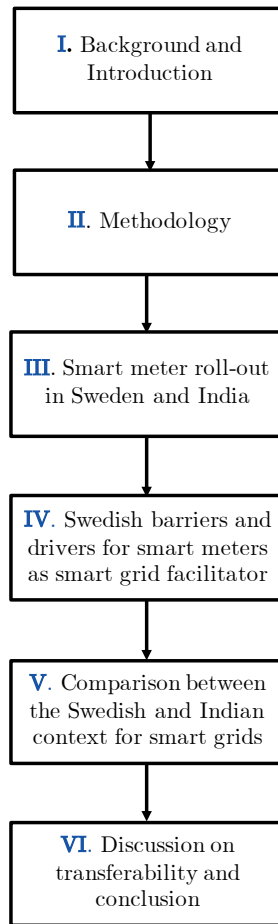 I. Background and
Introduction
II. Methodology
III. Smart meter roll-out
in Sweden and India
IV. Swedish barriers and
drivers for smart meters
as smart grid facilitator
V. Comparison between
the Swedish and Indian
context for smart grids
VI. Discussion on
transferability and
conclusion